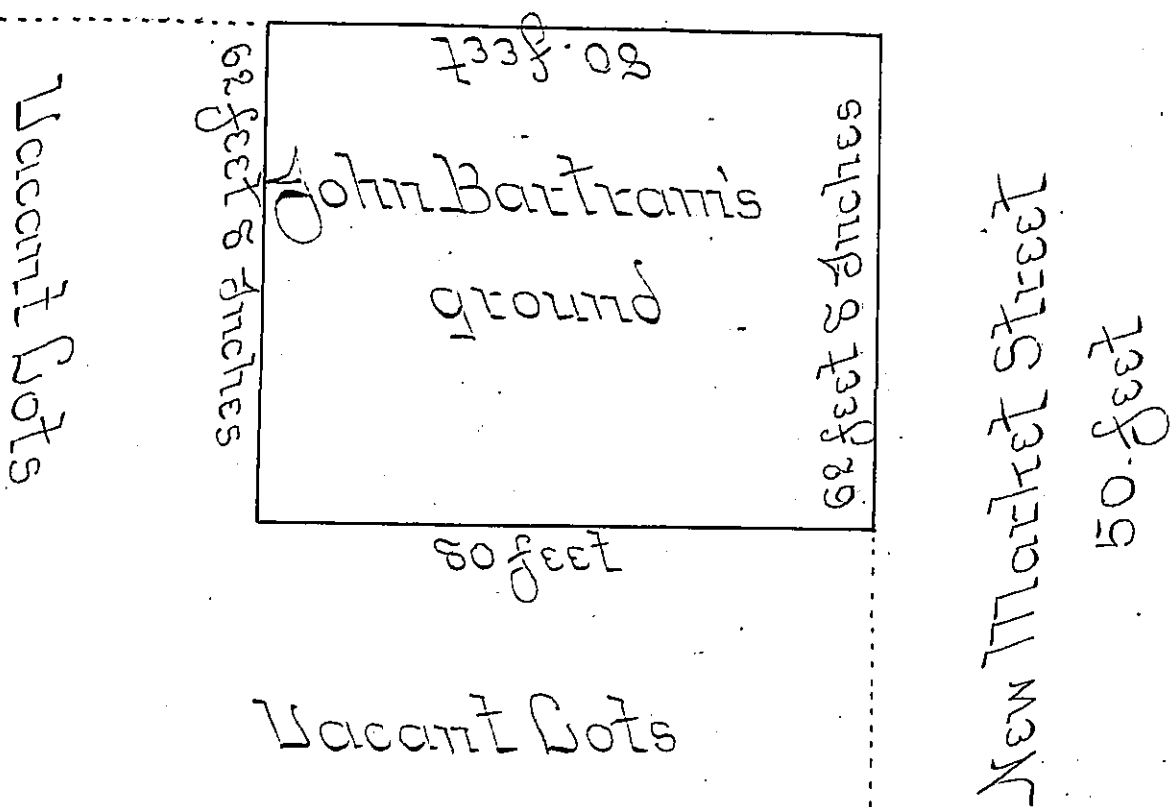 80. feet
62 feet 8 Inches
John Bartram's
ground
62 feet 8 Inches
80 feet
Vacant Lots
Vacant Lots
New Market Street
50. feet